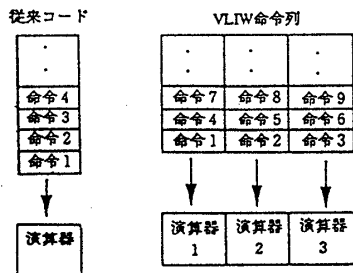 従来コード
:
命令4
命令3
命令2
命令1
演算器
VLIW命令列
: : :
命令7 命令8 命令9
命令4 命令5 命令6
命令1 命令2 命令3
演算器1 演算器2 演算器3